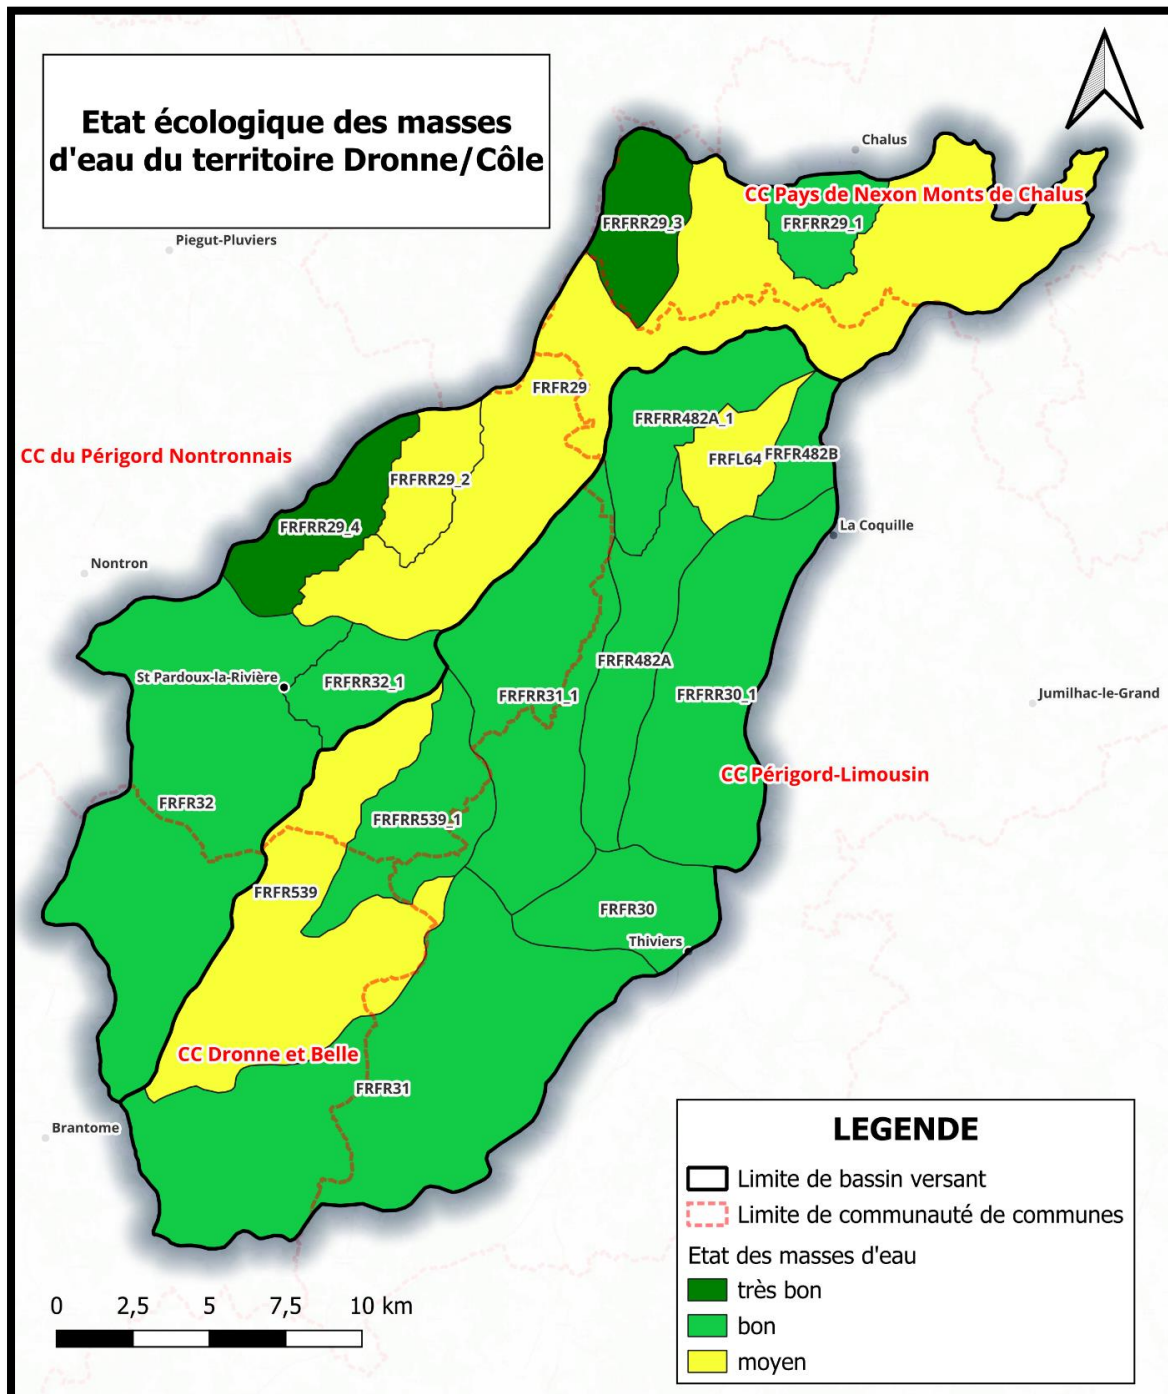 Etat écologique des masses
d'eau du territoire Dronne/Côle
Chalus
CC Pays de Nexon Monts de Chalus
FRFRR29_3
FRFRR29_1
Piegut-Pluviers
FRFR29
FRFRR482A_1
CC du Périgord Nontronnais
FRFRR29_2
FRFL64
FRFR482B
FRFRR29_4
La Coquille
Nontron
St Pardoux-la-Rivière
FRFRR32_1
FRFR482A
FRFRR31_1
FRFRR30_1
Jumilhac-le-Grand
CC Périgord-Limousin
FRFR32
FRFRR539_1
FRFR539
FRFR30
Thiviers
CC Dronne et Belle
FRFR31
Brantome
LEGENDE
Limite de bassin versant
Limite de communauté de communes
Etat des masses d'eau
très bon
bon
moyen
0 2,5 5 7,5 10 km